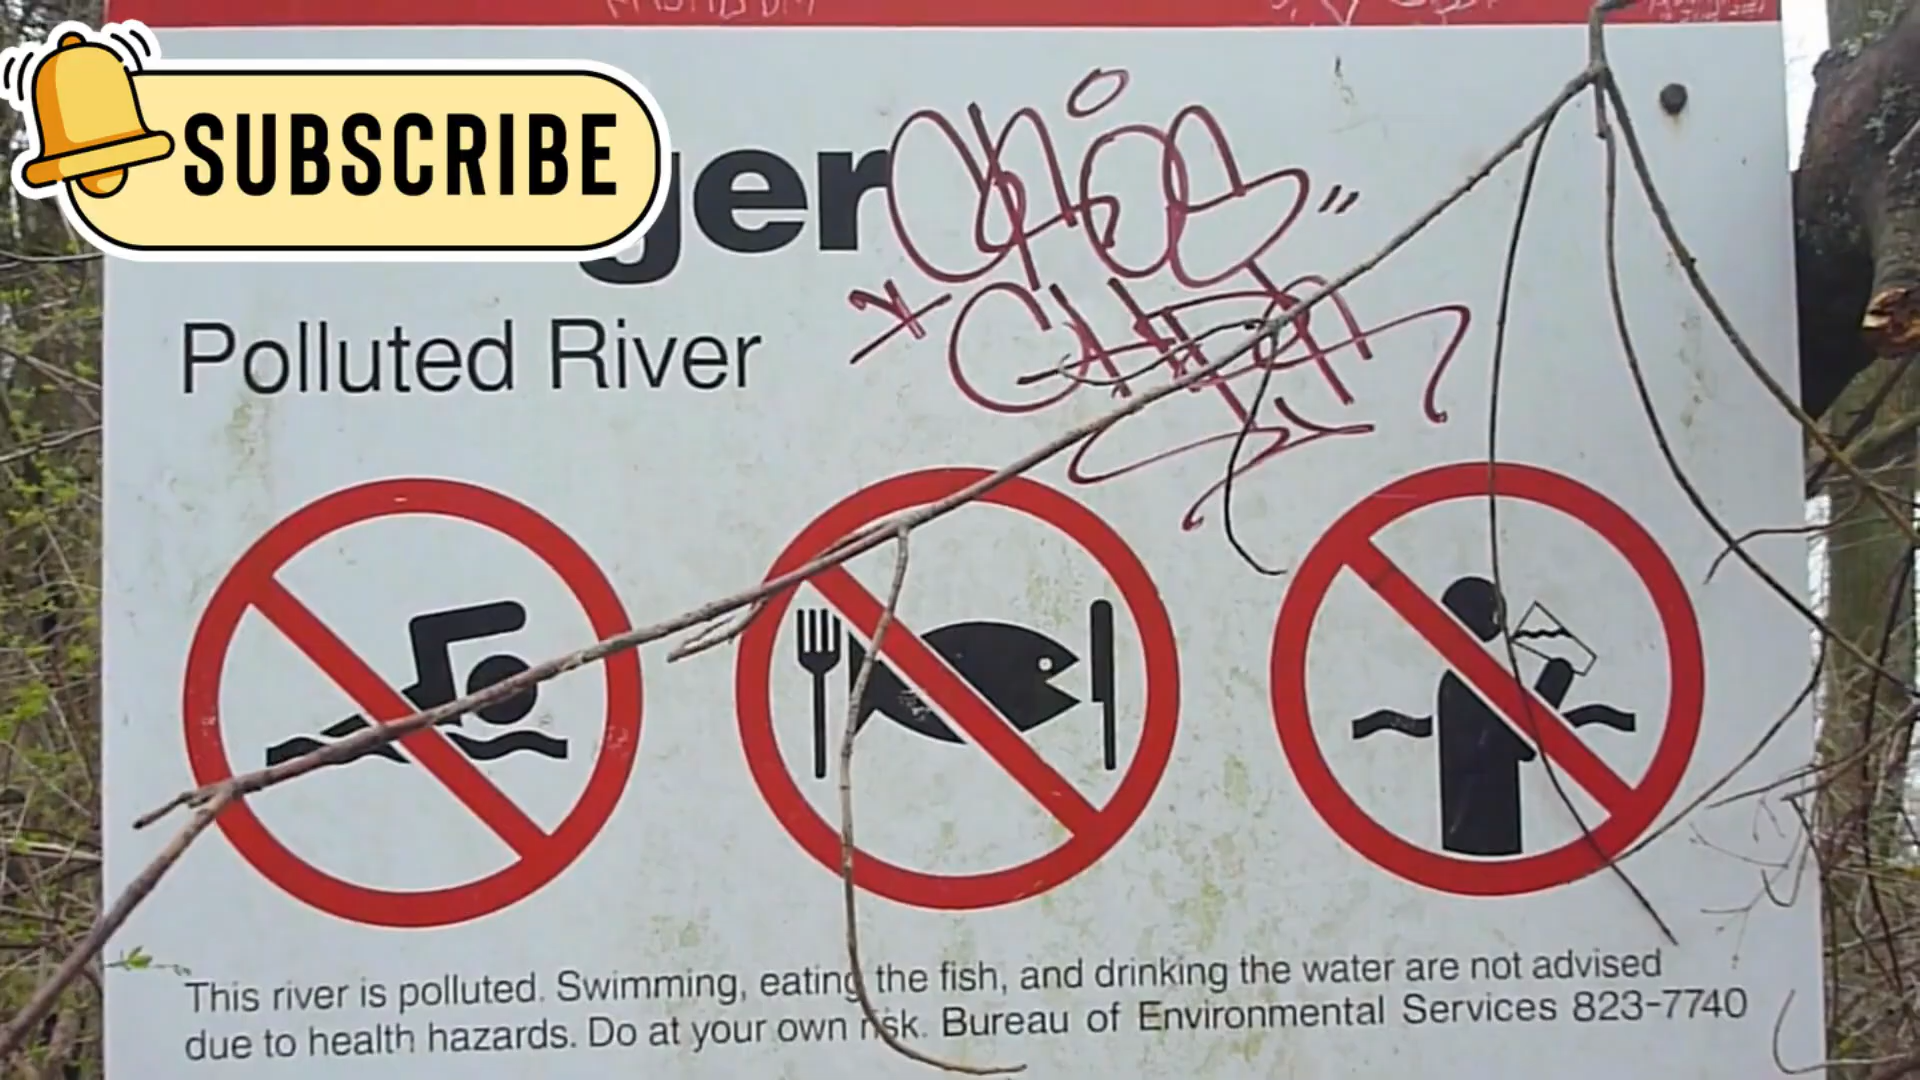 SUBSCRIBE
ger
Polluted River
This river is polluted. Swimming, eating the fish, and drinking the water are not advised
due to health hazards. Do at your own risk. Bureau of Environmental Services 823-7740